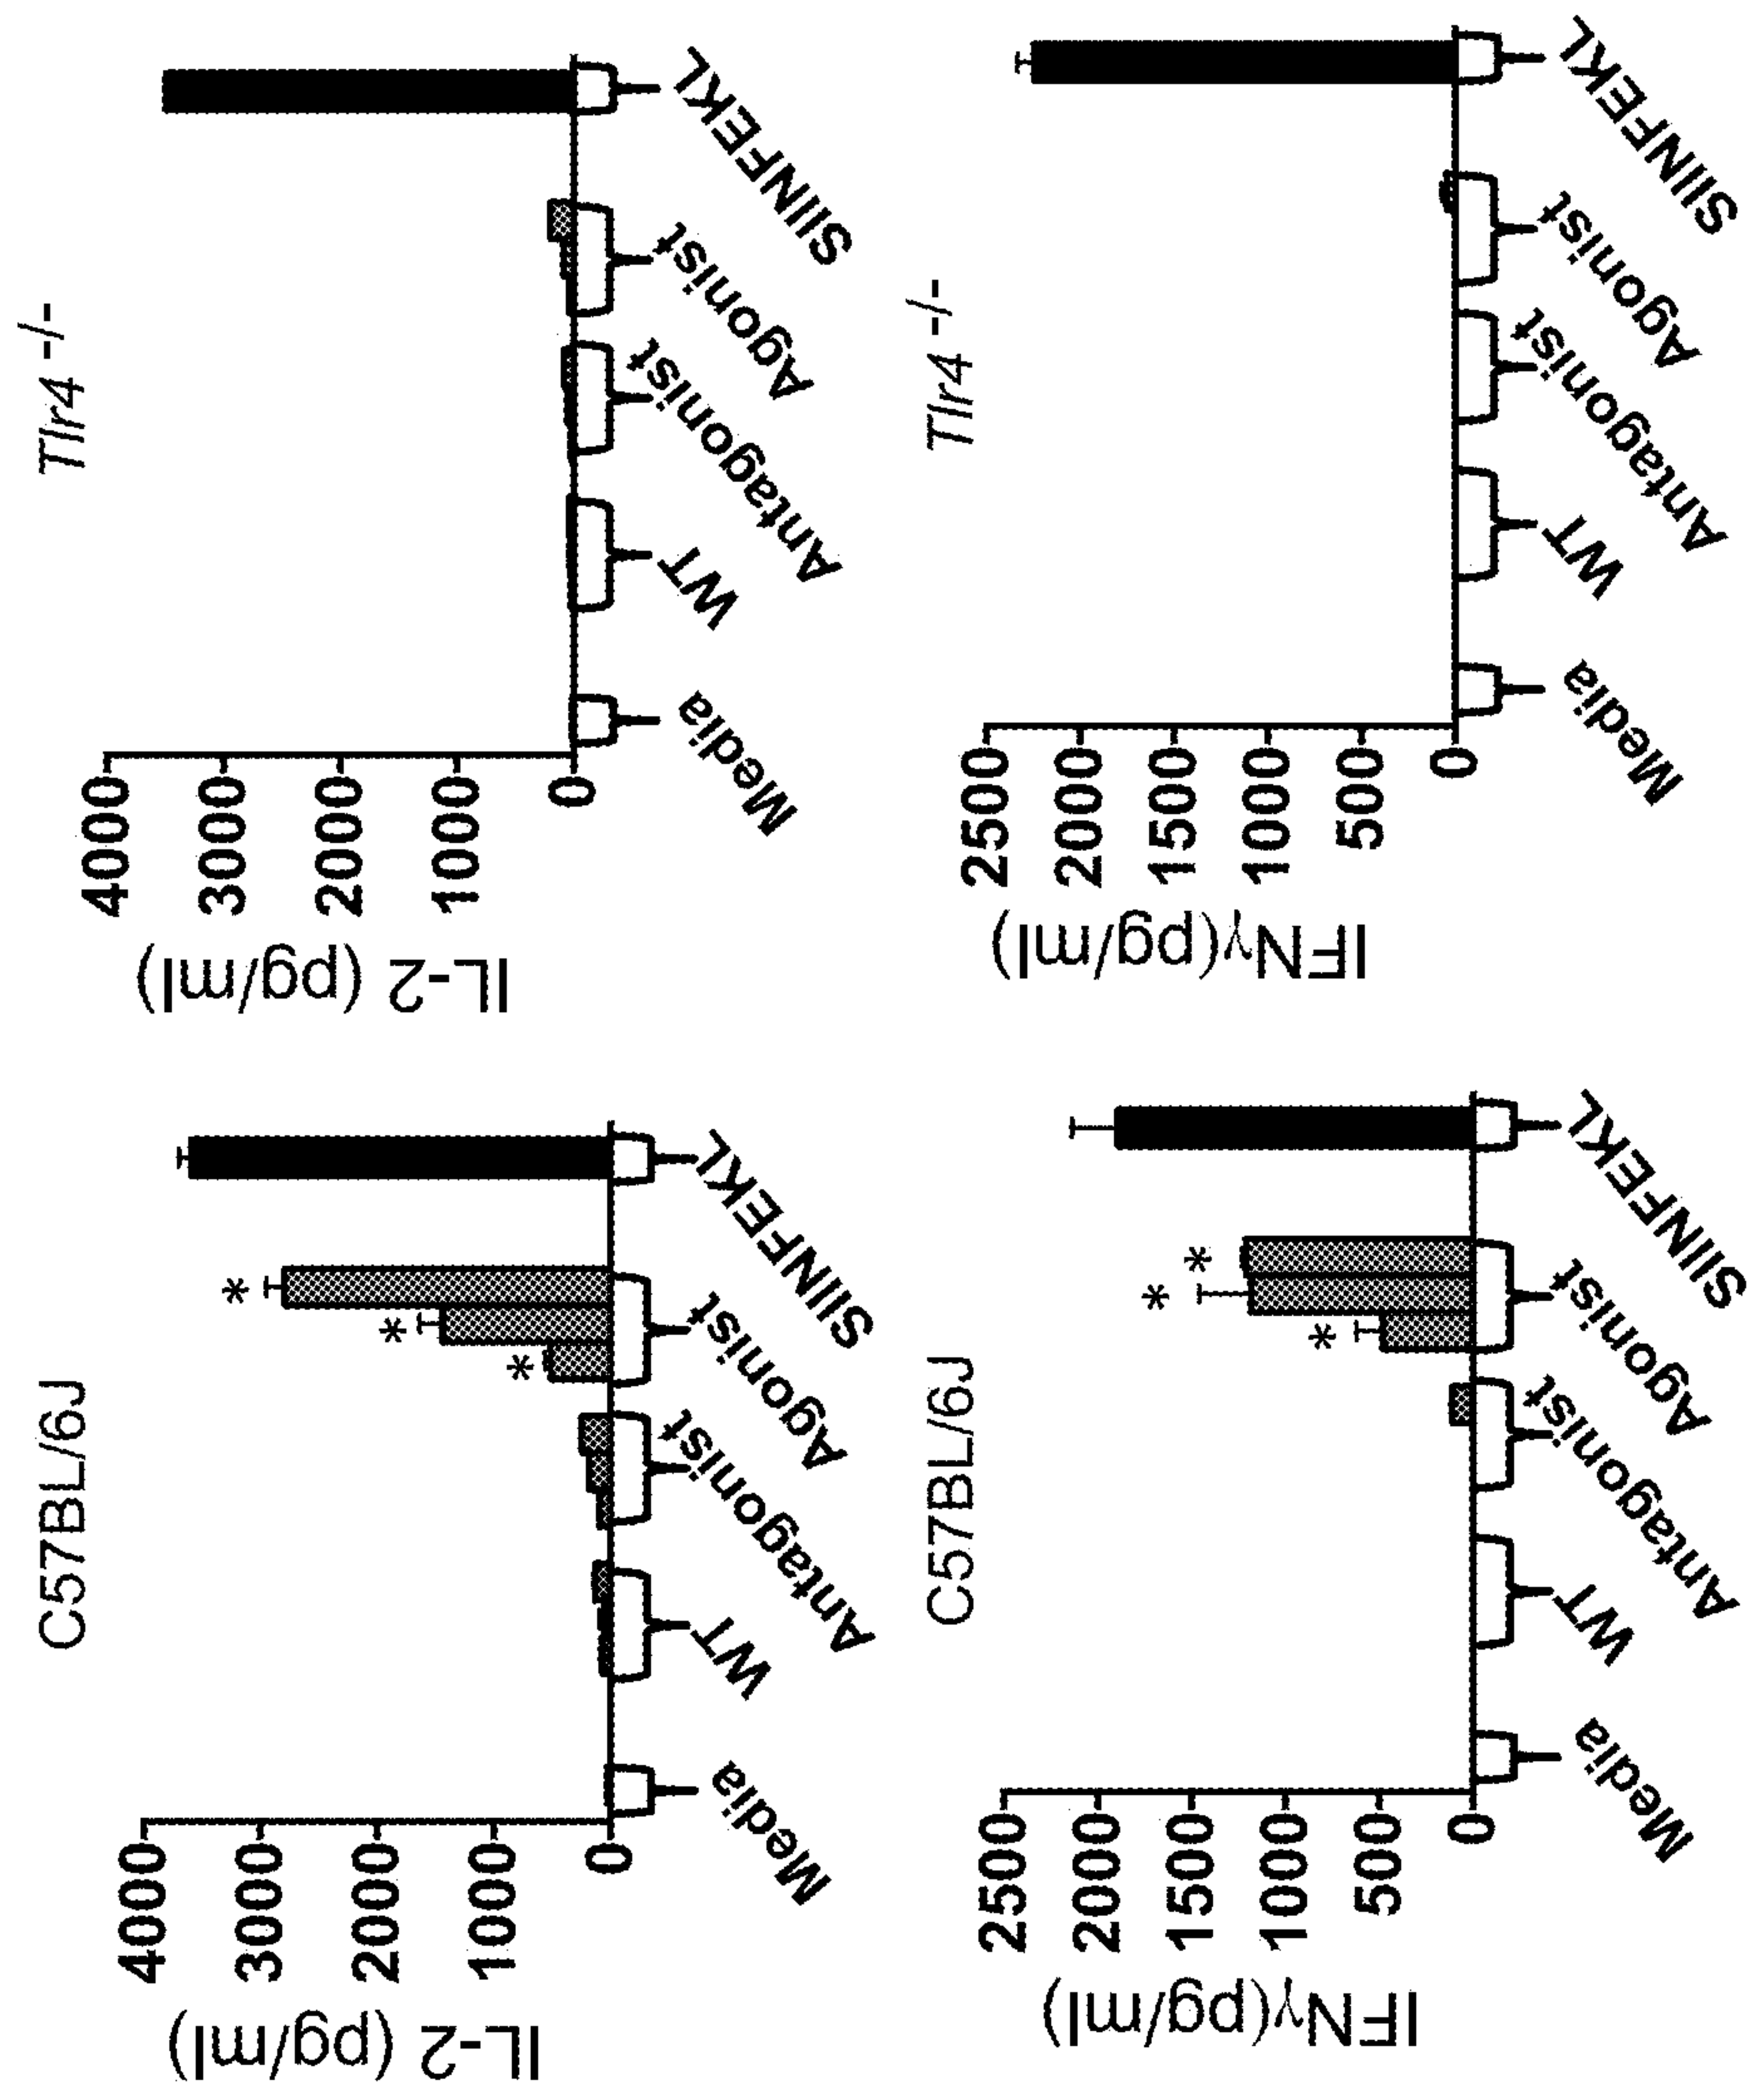 C57BL/6J
IL-2 (pg/ml)
4000
3000
2000
1000
0
*
*
*
Media
WT
Antagonist
Agonist
SIINFEKL
Tlr4 -/-
IL-2 (pg/ml)
4000
3000
2000
1000
0
Media
WT
Antagonist
Agonist
SIINFEKL
C57BL/6J
IFNγ(pg/ml)
2500
2000
1500
1000
500
0
*
*
*
Media
WT
Antagonist
Agonist
SIINFEKL
Tlr4 -/-
IFNγ(pg/ml)
2500
2000
1500
1000
500
0
Media
WT
Antagonist
Agonist
SIINFEKL